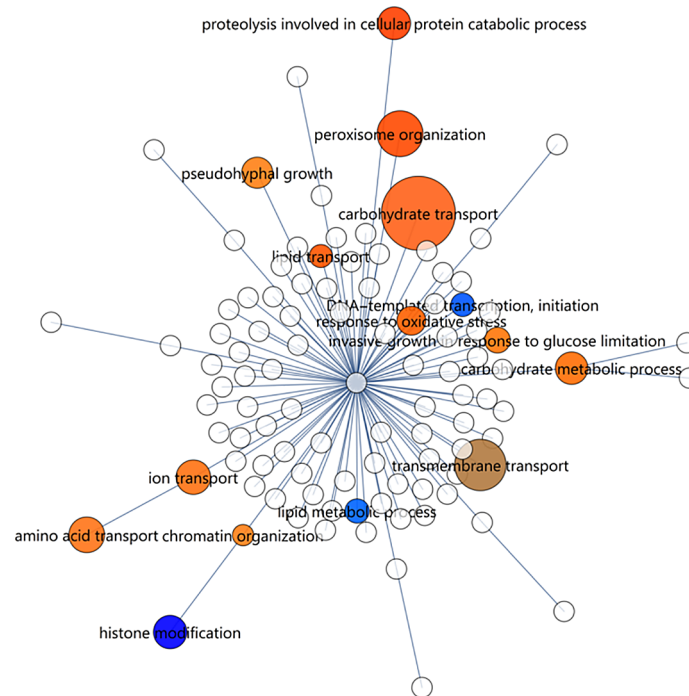 proteolysis involved in cellular protein catabolic process
peroxisome organization
pseudohyphal growth
carbohydrate transport
lipid transport
DNA-templated transcription, initiation
response to oxidative stress
invasive growth in response to glucose limitation
carbohydrate metabolic process
transmembrane transport
ion transport
lipid metabolic process
amino acid transport
chromatin organization
histone modification